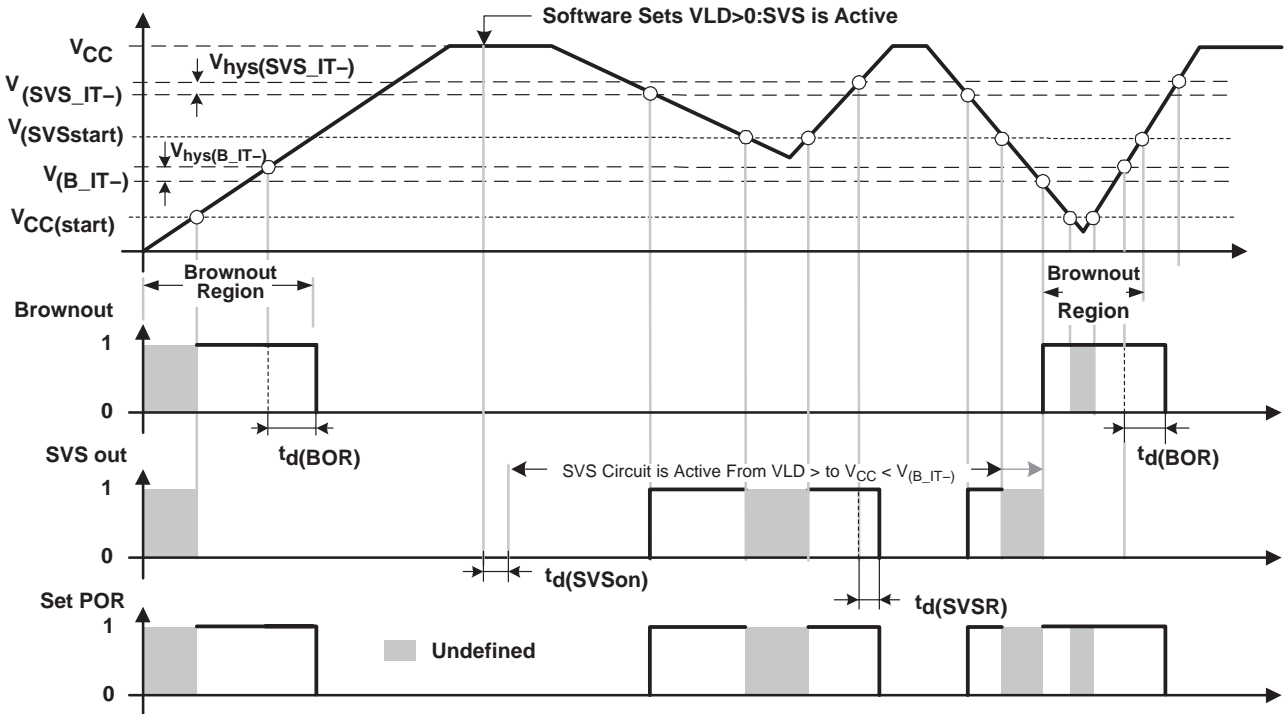 Software Sets VLD>0:SVS is Active
VCC
Vhys(SVS_IT–)
V(SVS_IT–)
V(SVSstart)
Vhys(B_IT–)
V(B_IT–)
VCC(start)
Brownout
Region
Brownout
Region
Brownout
1
0
td(BOR)
td(BOR)
SVS out
SVS Circuit is Active From VLD > to VCC < V(B_IT–)
1
0
td(SVSon)
td(SVSR)
Set POR
1
Undefined
0